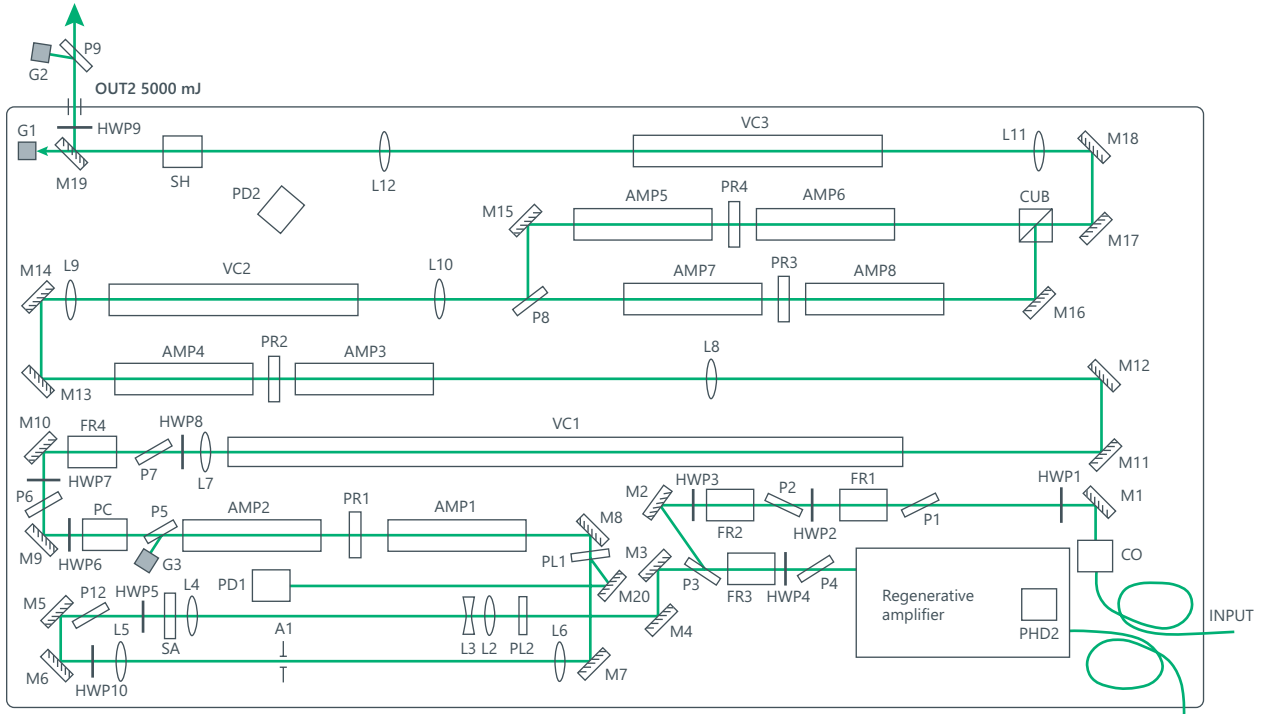 P9
G2
OUT2 5000 mJ
G1
HWP9
M19
SH
L12
VC3
L11
M18
PD2
M15
AMP5
PR4
AMP6
CUB
M17
M14
L9
VC2
L10
P8
AMP7
PR3
AMP8
M16
M13
AMP4
PR2
AMP3
L8
M12
M10
FR4
HWP8
VC1
HWP7
P7
L7
M11
P6
M9
HWP6
PC
P5
G3
AMP2
PR1
AMP1
M8
PL1
M2
HWP3
FR2
P2
HWP2
FR1
P1
HWP1
M1
CO
M3
P3
FR3
HWP4
P4
PD1
M20
M5
P12
HWP5
L4
SA
L3
L2
PL2
M4
Regenerative
amplifier
PHD2
INPUT
M6
L5
HWP10
A1
L6
M7